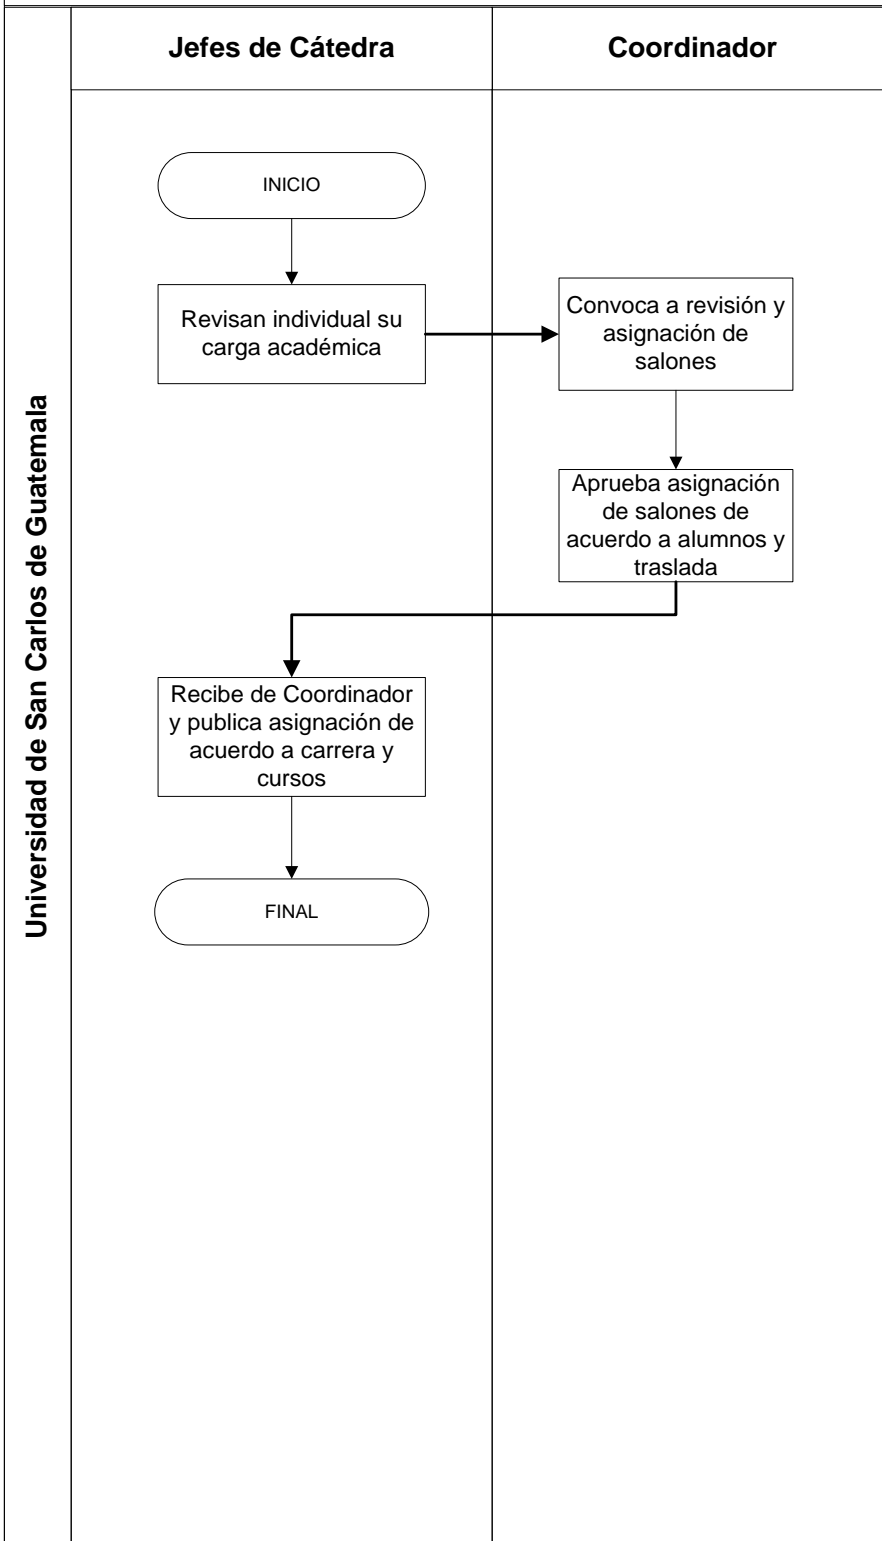 Jefes de Cátedra
Coordinador
Universidad de San Carlos de Guatemala
INICIO
Revisan individual su
carga académica
Convoca a revisión y
asignación de
salones
Aprueba asignación
de salones de
acuerdo a alumnos y
traslada
Recibe de Coordinador
y publica asignación de
acuerdo a carrera y
cursos
FINAL